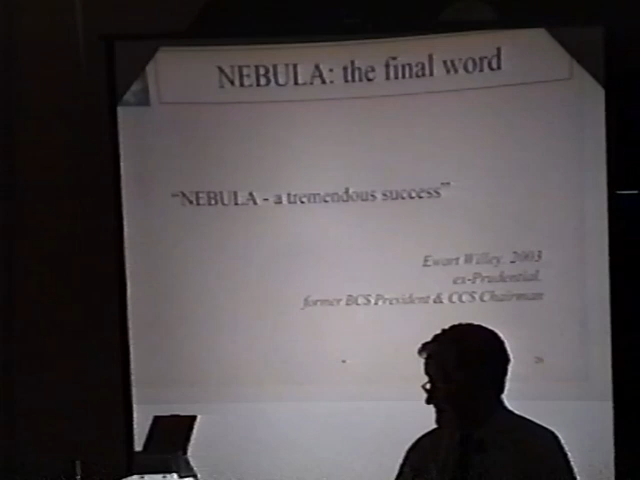 NEBULA: the final word
“NEBULA - a tremendous success”
Ewart Willey, 2003
ex-Prudential,
former BCS President & CCS Chairman